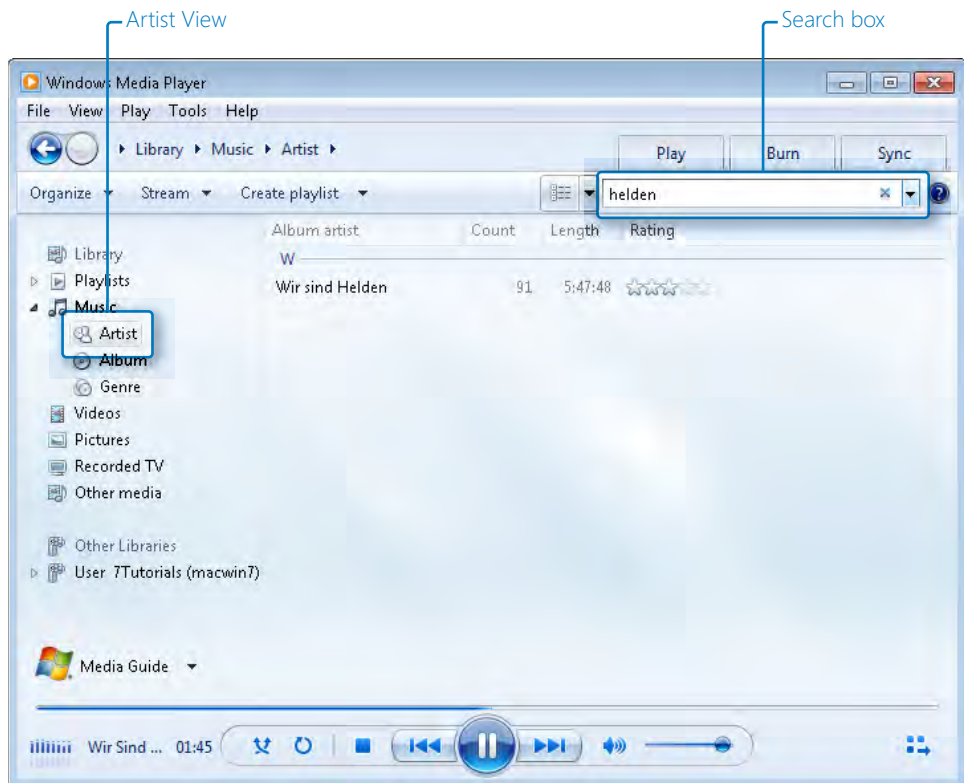 Artist View
Search box
Windows Media Player
File View Play Tools Help
Library Music Artist
Play Burn Sync
Organize Stream Create playlist
helden
Album artist Count Length Rating
W
Wir sind Helden 91 5:47:48
Library
Playlists
Music
Artist
Album
Genre
Videos
Pictures
Recorded TV
Other media
Other Libraries
User 7Tutorials (macwin7)
Media Guide
Wir Sind ... 01:45